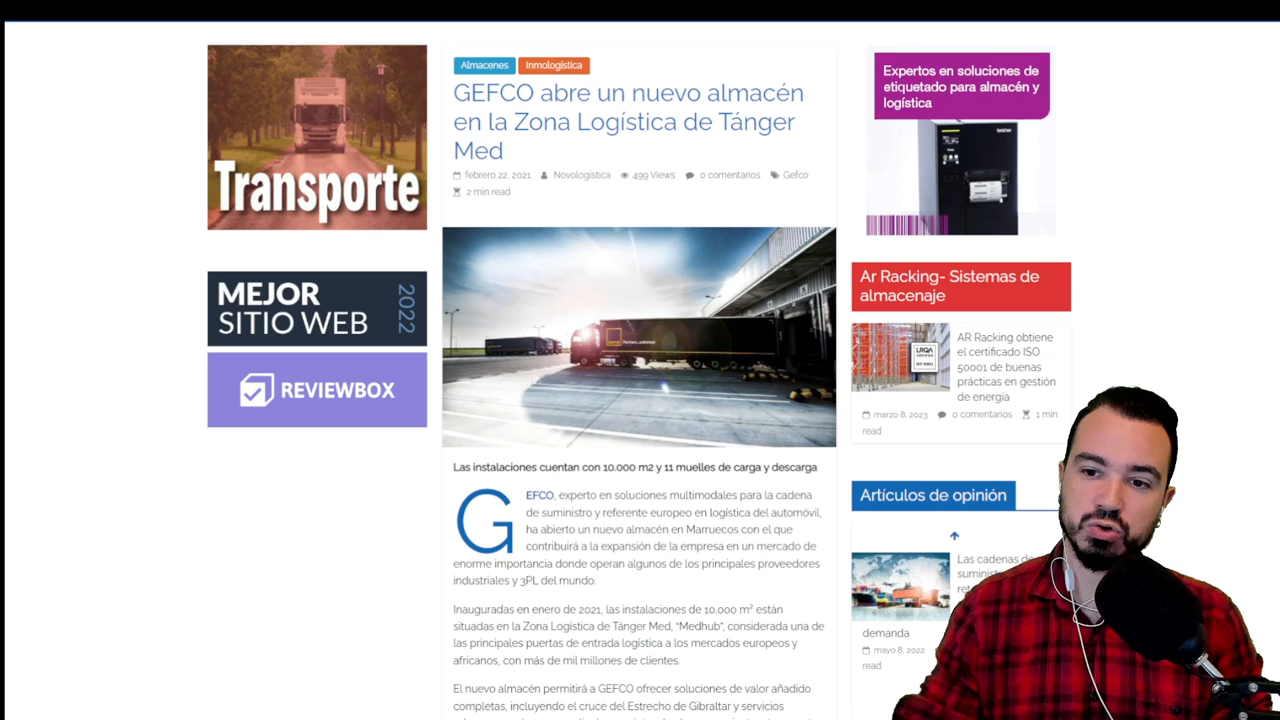 Transporte
MEJOR
SITIO WEB
2022
REVIEWBOX
Almacenes Inmologística
GEFCO abre un nuevo almacén
en la Zona Logística de Tánger
Med
febrero 22, 2021 Novologística 499 Views 0 comentarios Gefco
2 min read
Las instalaciones cuentan con 10.000 m2 y 11 muelles de carga y descarga
GEFCO, experto en soluciones multimodales para la cadena
de suministro y referente europeo en logística del automóvil,
ha abierto un nuevo almacén en Marruecos con el que
contribuirá a la expansión de la empresa en un mercado de
enorme importancia donde operan algunos de los principales proveedores
industriales y 3PL del mundo.
Inauguradas en enero de 2021, las instalaciones de 10.000 m² están
situadas en la Zona Logística de Tánger Med, “Medhub”, considerada una de
las principales puertas de entrada logística a los mercados europeos y
africanos, con más de mil millones de clientes.
El nuevo almacén permitirá a GEFCO ofrecer soluciones de valor añadido
completas, incluyendo el cruce del Estrecho de Gibraltar y servicios
Expertos en soluciones de
etiquetado para almacén y
logística
brother
Ar Racking- Sistemas de
almacenaje
LRQA
CERTIFIED
AR Racking obtiene
el certificado ISO
50001 de buenas
prácticas en gestión
de energía
marzo 8, 2023 0 comentarios 1 min
read
Artículos de opinión
Las cadenas de
demanda
mayo 8, 2022
read